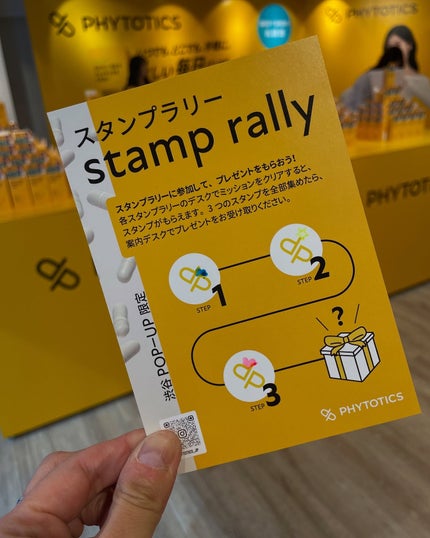 PHYTOTICS
PHYTOTICS
スタンプラリー
stamp rally
スタンプラリーに参加して、プレゼントをもらおう!
各スタンプラリーのデスクでミッションをクリアすると、
スタンプがもらえます。3つのスタンプを全部集めたら、
案内デスクでプレゼントをお受け取りください。
PHYTOTICS
STEP 1
STEP 2
?
STEP 3
渋谷 POP-UP 限定
PHYTOTICS